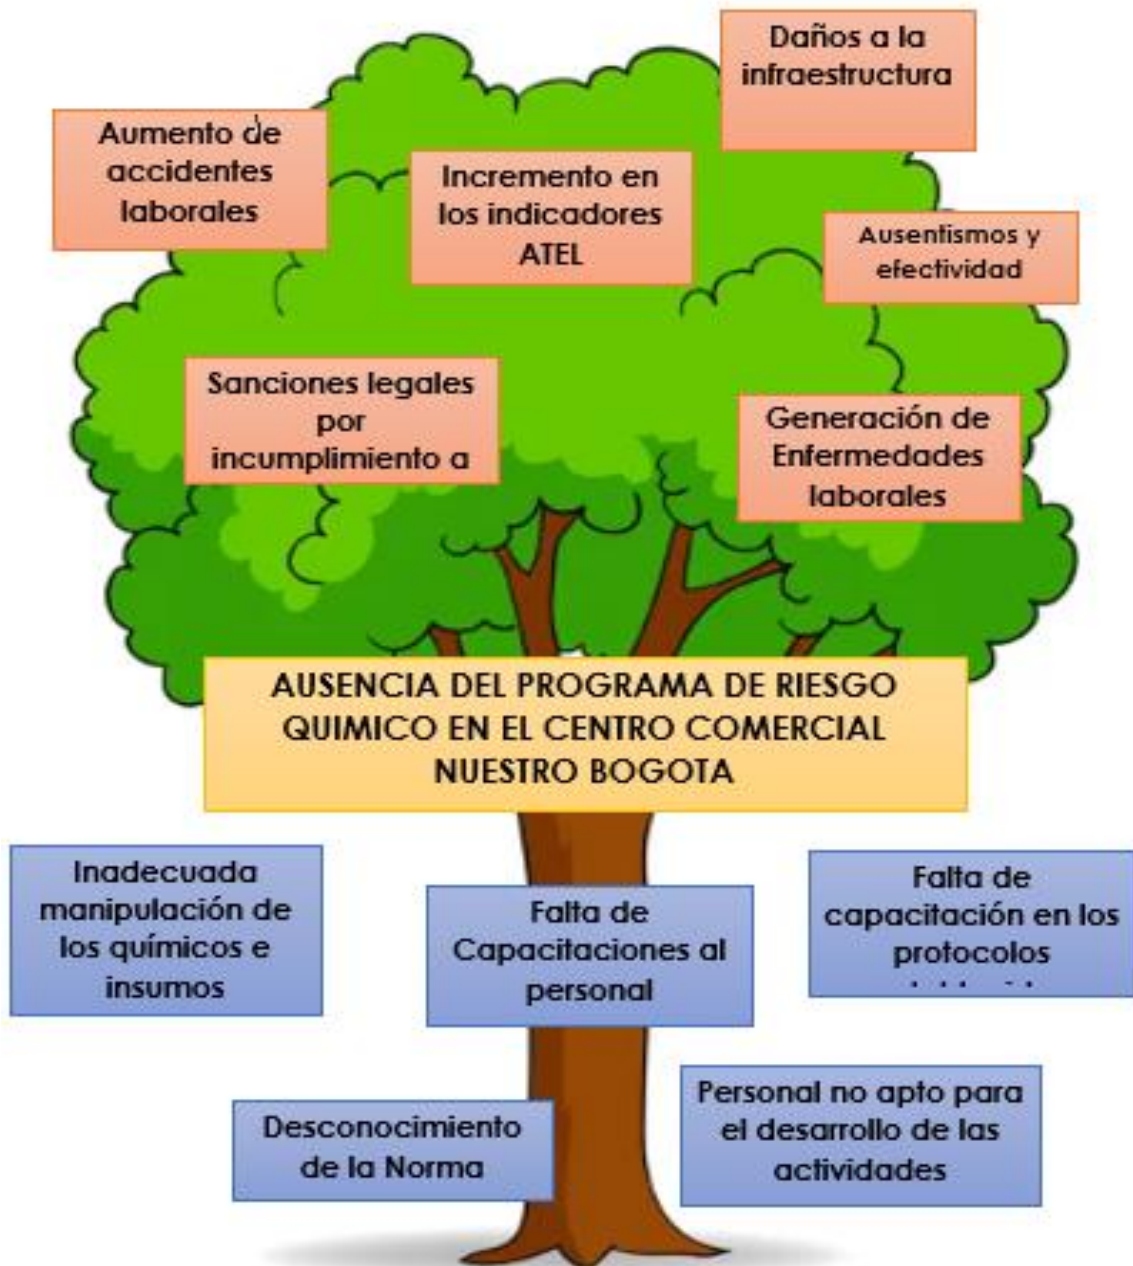 Daños a la
infraestructura
Aumento de
accidentes
laborales
Incremento en
los indicadores
ATEL
Ausentismos y
efectividad
Sanciones legales
por
incumplimiento a
Generación de
Enfermedades
laborales
AUSENCIA DEL PROGRAMA DE RIESGO
QUIMICO EN EL CENTRO COMERCIAL
NUESTRO BOGOTA
Inadecuada
manipulación de
los químicos e
insumos
Falta de
Capacitaciones al
personal
Falta de
capacitación en los
protocolos
Desconocimiento
de la Norma
Personal no apto para
el desarrollo de las
actividades